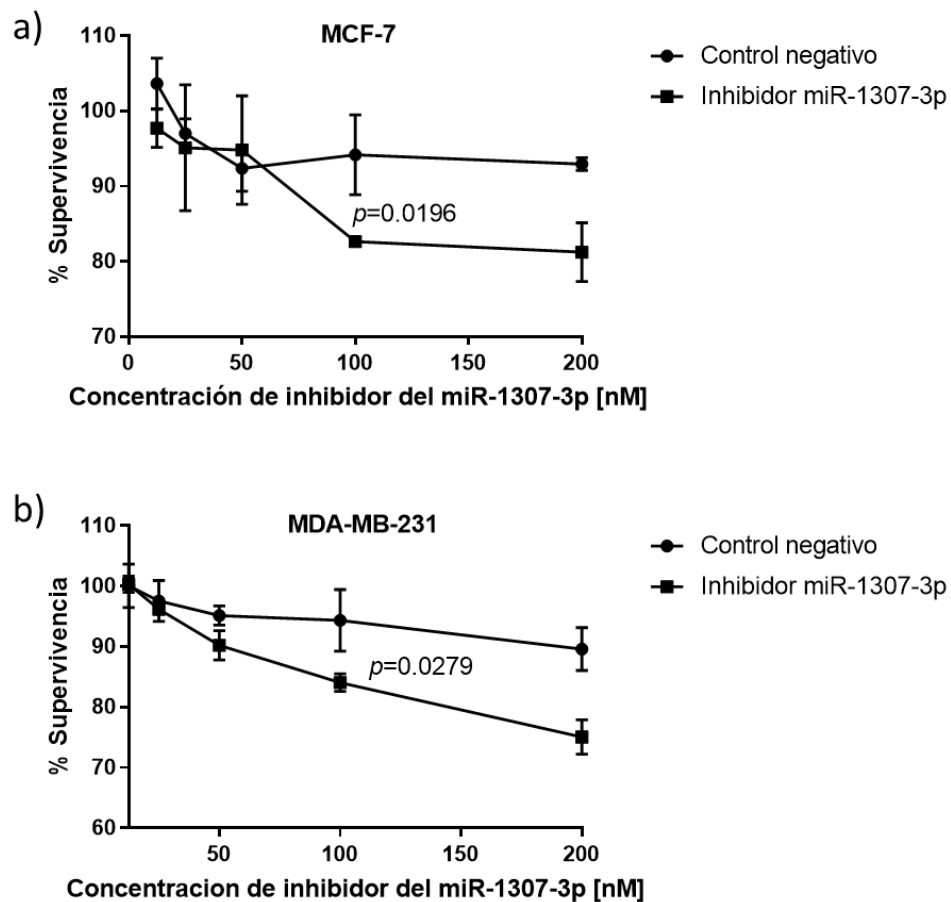 a)
MCF-7
110
100
90
80
70
% Supervivencia
p=0.0196
0
50
100
150
200
Concentración de inhibidor del miR-1307-3p [nM]
Control negativo
Inhibidor miR-1307-3p
b)
MDA-MB-231
110
100
90
80
70
60
% Supervivencia
p=0.0279
50
100
150
200
Concentracion de inhibidor del miR-1307-3p [nM]
Control negativo
Inhibidor miR-1307-3p